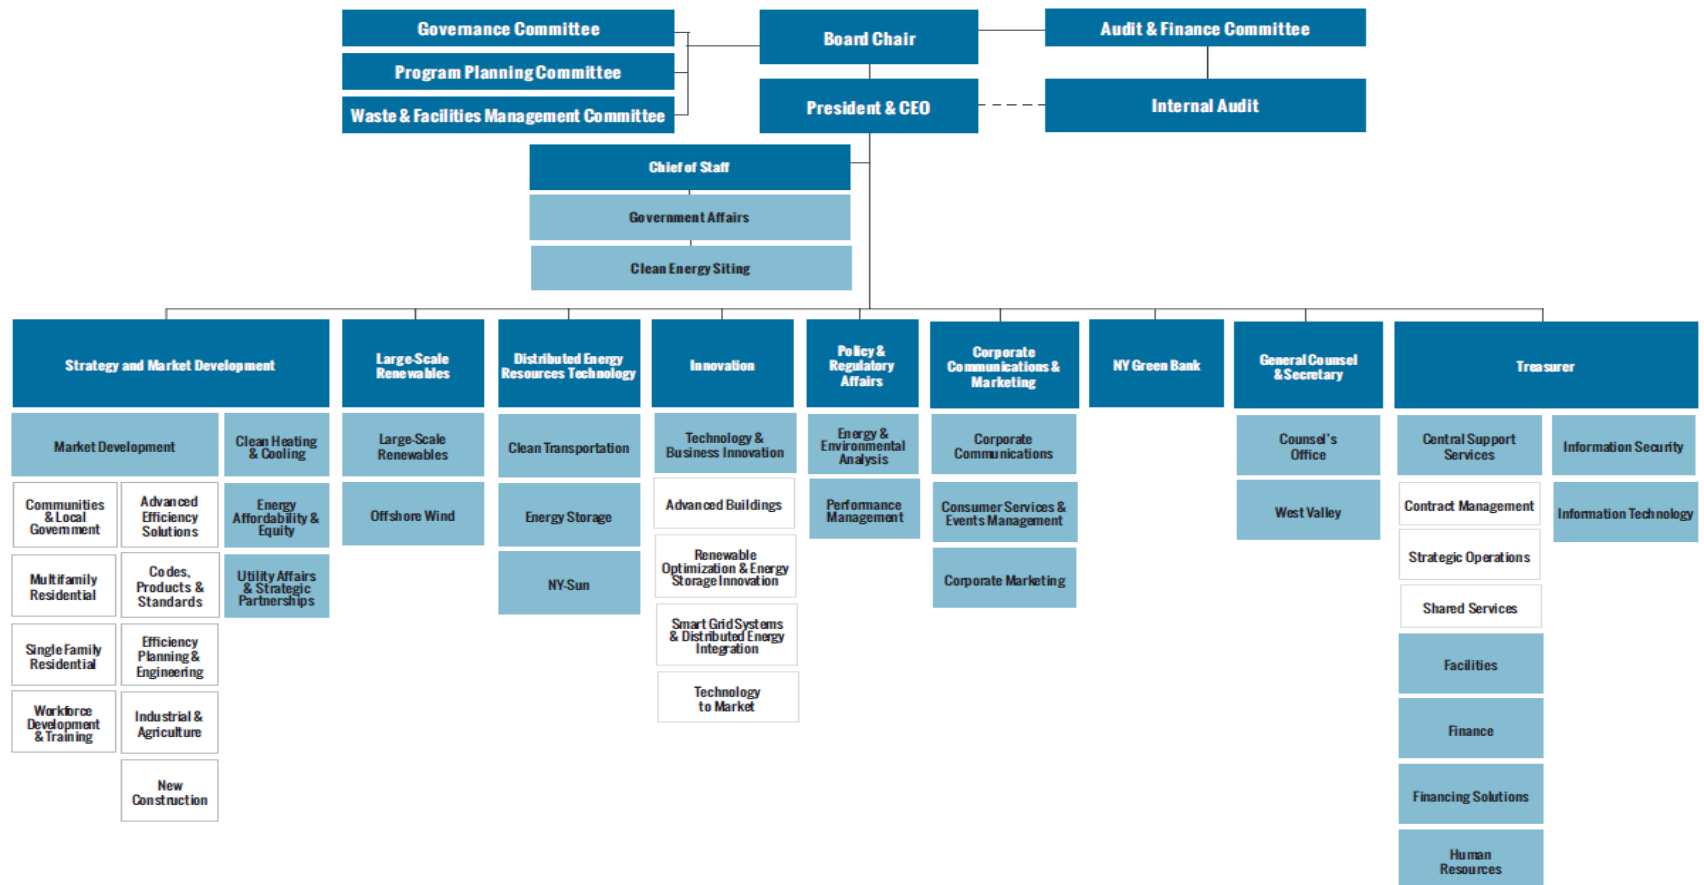 Governance Committee
Program Planning Committee
Waste & Facilities Management Committee
Board Chair
President & CEO
Audit & Finance Committee
Internal Audit
Chief of Staff
Government Affairs
Clean Energy Siting
Strategy and Market Development
Market Development
Communities
& Local
Government
Multifamily
Residential
Single Family
Residential
Workforce
Development
& Training
Advanced
Efficiency
Solutions
Codes,
Products &
Standards
Efficiency
Planning &
Engineering
Industrial &
Agriculture
New
Construction
Clean Heating
& Cooling
Energy
Affordability &
Equity
Utility Affairs
& Strategic
Partnerships
Large-Scale
Renewables
Large-Scale
Renewables
Offshore Wind
Distributed Energy
Resources Technology
Clean Transportation
Energy Storage
NY-Sun
Innovation
Technology &
Business Innovation
Advanced Buildings
Renewable
Optimization & Energy
Storage Innovation
Smart Grid Systems
& Distributed Energy
Integration
Technology
to Market
Policy &
Regulatory
Affairs
Energy &
Environmental
Analysis
Performance
Management
Corporate
Communications &
Marketing
Corporate
Communications
Consumer Services &
Events Management
Corporate Marketing
NY Green Bank
General Counsel
& Secretary
Counsel's
Office
West Valley
Treasurer
Central Support
Services
Contract Management
Strategic Operations
Shared Services
Facilities
Finance
Financing Solutions
Human
Resources
Information Security
Information Technology